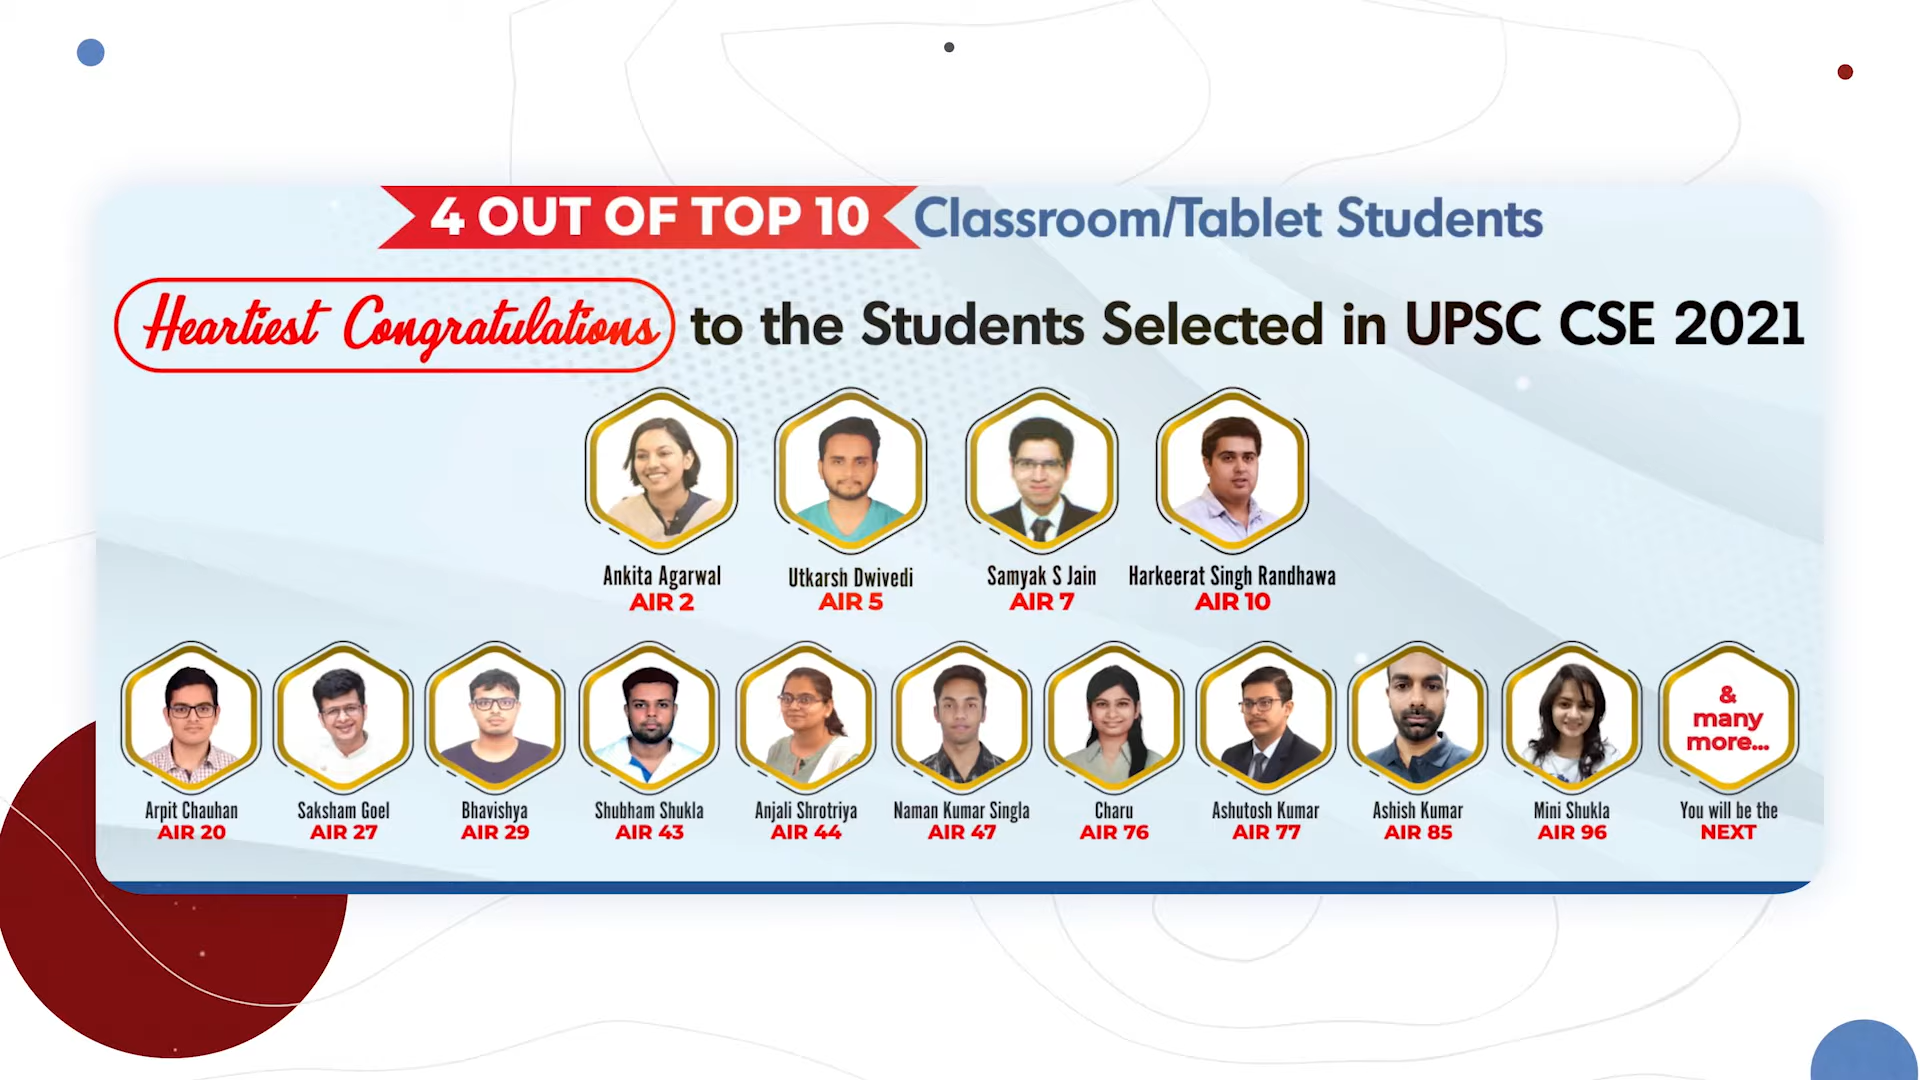 4 OUT OF TOP 10 Classroom/Tablet Students
Heartiest Congratulations to the Students Selected in UPSC CSE 2021
Ankita Agarwal
AIR 2
Utkarsh Dwivedi
AIR 5
Samyak S Jain
AIR 7
Harkeerat Singh Randhawa
AIR 10
Arpit Chauhan
AIR 20
Saksham Goel
AIR 27
Bhavishya
AIR 29
Shubham Shukla
AIR 43
Anjali Shrotriya
AIR 44
Naman Kumar Singla
AIR 47
Charu
AIR 76
Ashutosh Kumar
AIR 77
Ashish Kumar
AIR 85
Mini Shukla
AIR 96
&
many
more...
You will be the
NEXT